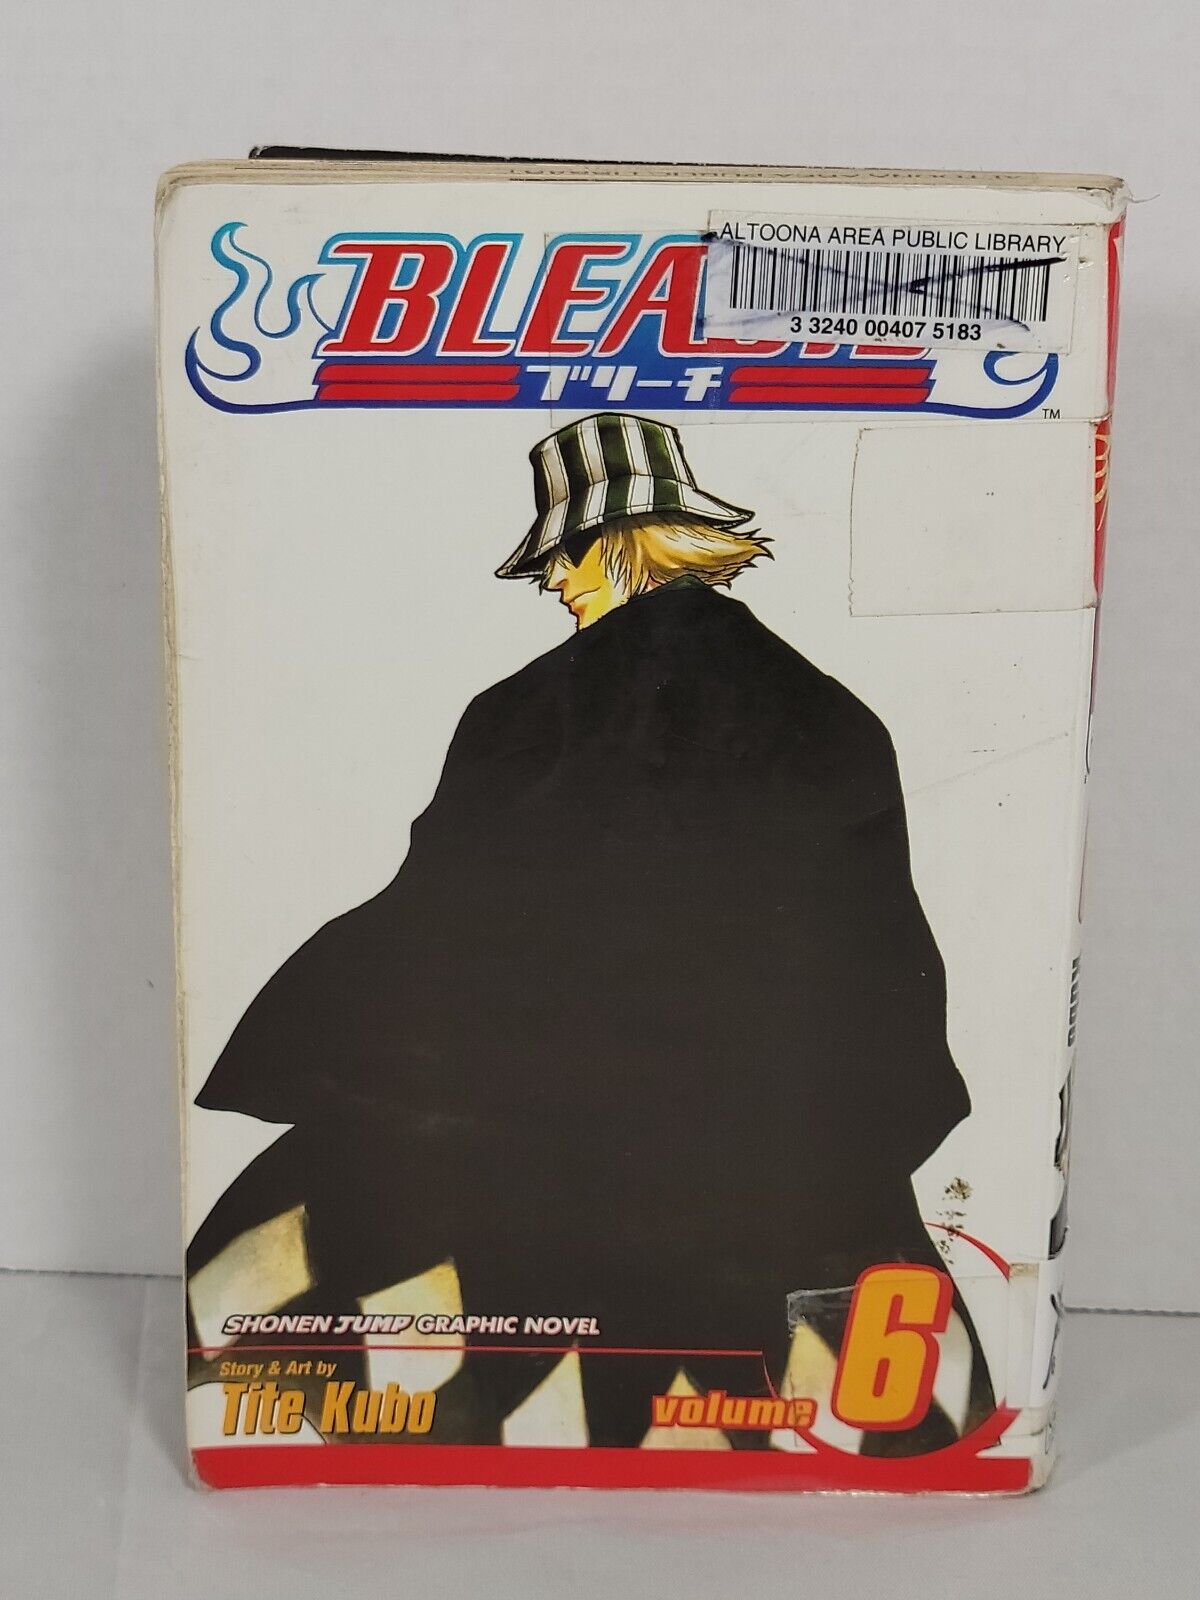 ALTOONA AREA PUBLIC LIBRARY
3 3240 00407 5183
BLEACH
ブリーチ
TM
SHONEN JUMP GRAPHIC NOVEL
Story & Art by
Tite Kubo
volume 6